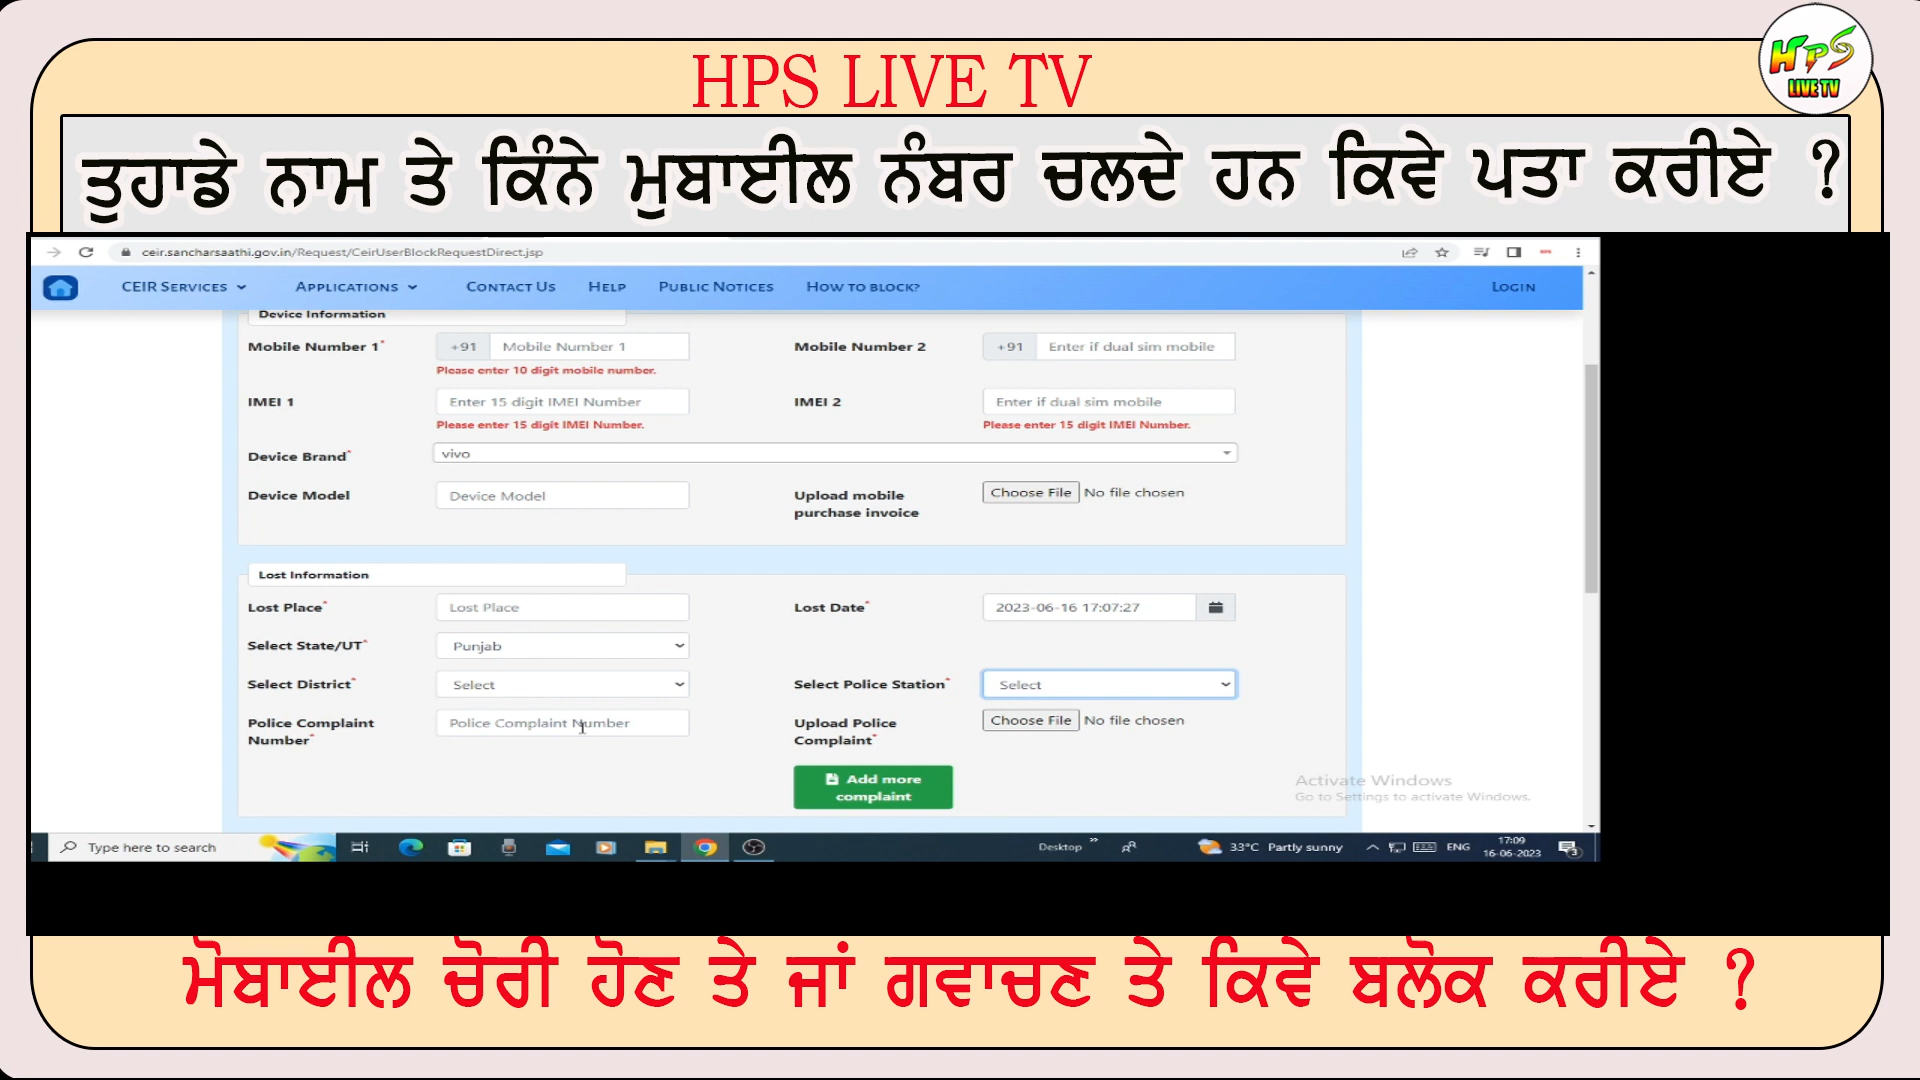 HPS LIVE TV
HPS
LIVE TV
ਤੁਹਾਡੇ ਨਾਮ ਤੇ ਕਿੰਨੇ ਮੁਬਾਈਲ ਨੰਬਰ ਚਲਦੇ ਹਨ ਕਿਵੇ ਪਤਾ ਕਰੀਏ ?
ceir.sancharsaathi.gov.in/Request/CeirUserBlockRequestDirect.jsp
CEIR SERVICES APPLICATIONS CONTACT US HELP PUBLIC NOTICES HOW TO BLOCK? LOGIN
Device Information
Mobile Number 1* +91 Mobile Number 1 Mobile Number 2 +91 Enter if dual sim mobile
Please enter 10 digit mobile number.
IMEI 1 Enter 15 digit IMEI Number IMEI 2 Enter if dual sim mobile
Please enter 15 digit IMEI Number. Please enter 15 digit IMEI Number.
Device Brand* vivo
Device Model Device Model Upload mobile purchase invoice Choose File No file chosen
Lost Information
Lost Place* Lost Place Lost Date* 2023-06-16 17:07:27
Select State/UT* Punjab
Select District* Select Select Police Station* Select
Police Complaint Number* Police Complaint Number Upload Police Complaint* Choose File No file chosen
Add more
complaint
Activate Windows
Go to Settings to activate Windows.
Type here to search Desktop 33°C Partly sunny ENG 17:09
16-06-2023 3
ਮੋਬਾਈਲ ਚੋਰੀ ਹੋਣ ਤੇ ਜਾਂ ਗਵਾਚਣ ਤੇ ਕਿਵੇ ਬਲੋਕ ਕਰੀਏ ?